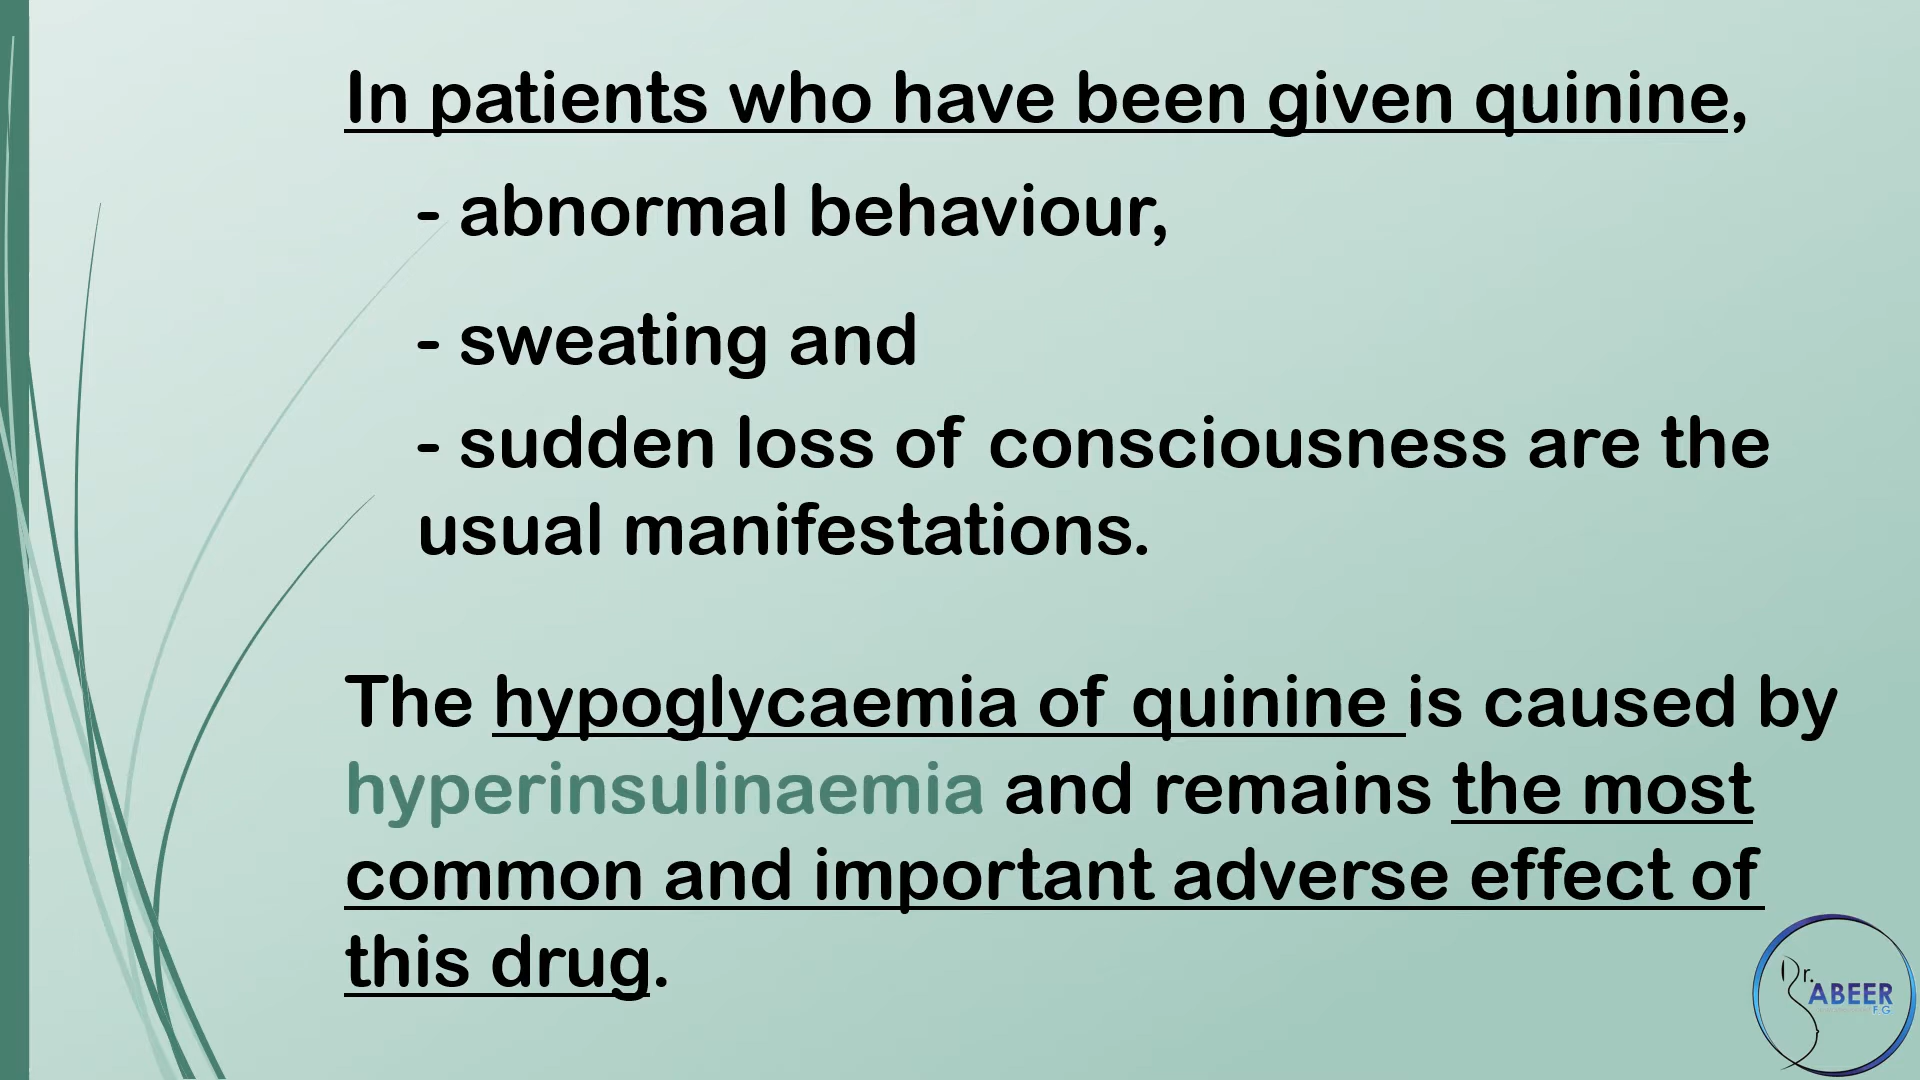 In patients who have been given quinine,
- abnormal behaviour,
- sweating and
- sudden loss of consciousness are the
usual manifestations.
The hypoglycaemia of quinine is caused by
hyperinsulinaemia and remains the most
common and important adverse effect of
this drug.
Dr.
ABEER
F.G